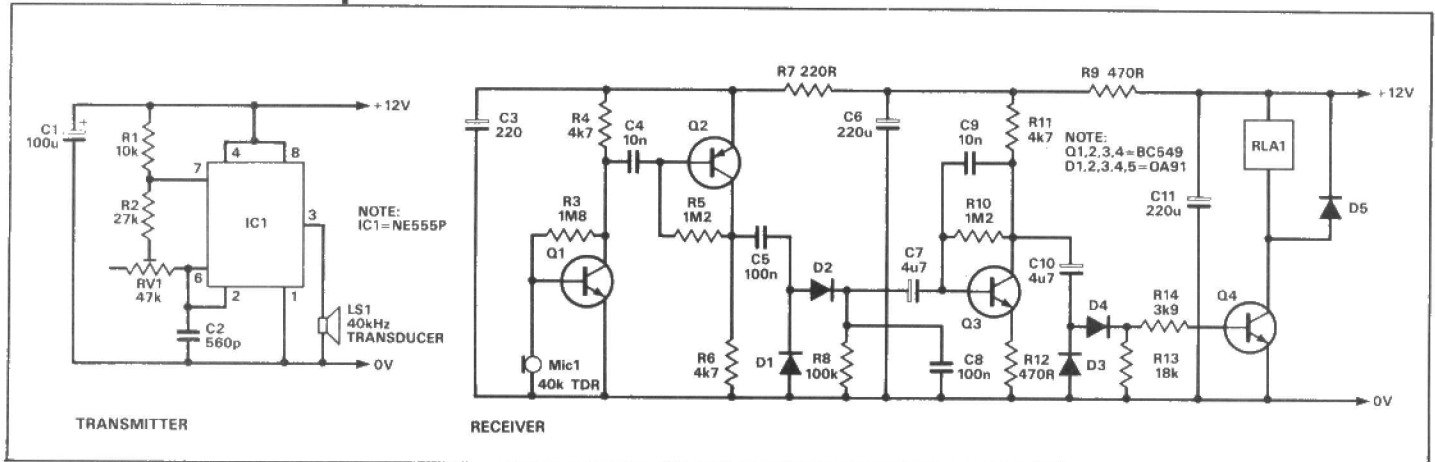 +12V
C1
100u
+
R1
10k
R2
27k
RV1
47k
4
8
7
IC1
3
6
2
1
C2
560p
NOTE:
IC1=NE555P
LS1
40kHz
TRANSDUCER
0V
TRANSMITTER
R7 220R
R9 470R
+12V
C3
220
R4
4k7
C4
10n
Q2
R3
1M8
R5
1M2
Q1
C5
100n
D2
Mic1
40k TDR
R6
4k7
D1
R8
100k
C6
220u
C7
4u7
C8
100n
C9
10n
R11
4k7
R10
1M2
Q3
R12
470R
NOTE:
Q1,2,3,4=BC549
D1,2,3,4,5=OA91
C10
4u7
D4
D3
R14
3k9
R13
18k
C11
220u
Q4
RLA1
D5
0V
RECEIVER